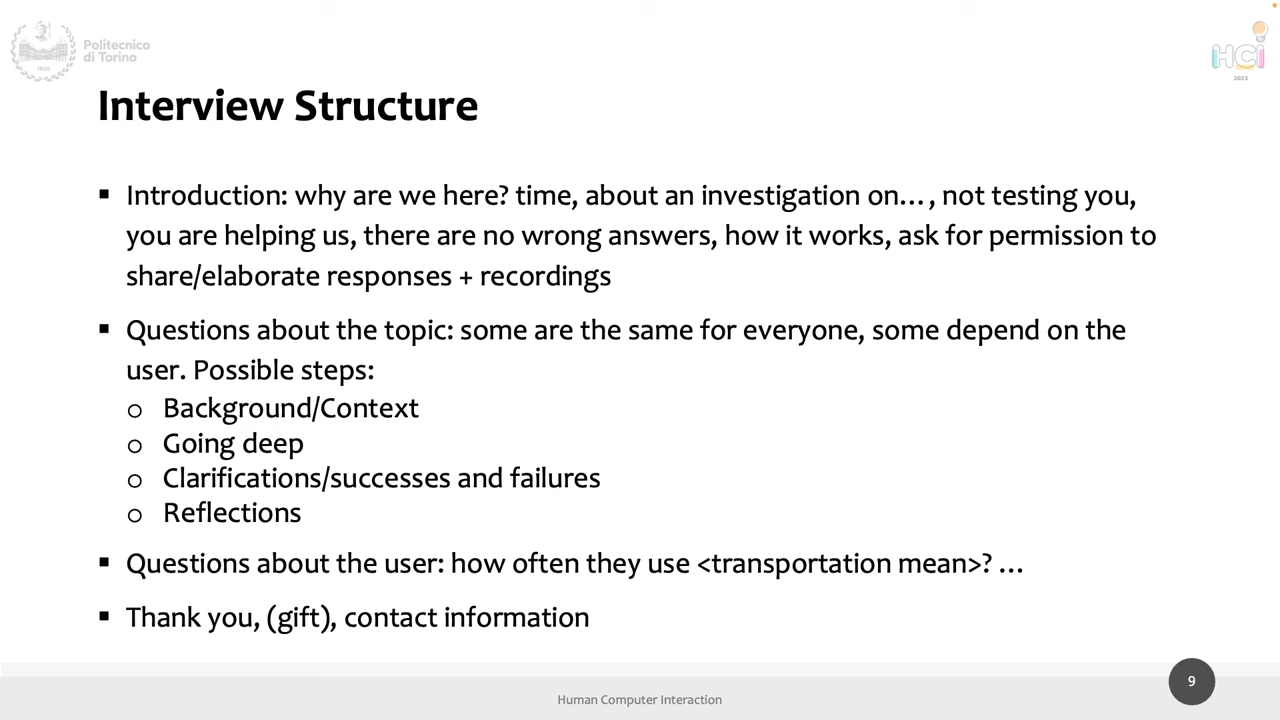 Politecnico
di Torino
1859
HCI
2023
Interview Structure
▪ Introduction: why are we here? time, about an investigation on…, not testing you,
you are helping us, there are no wrong answers, how it works, ask for permission to
share/elaborate responses + recordings
▪ Questions about the topic: some are the same for everyone, some depend on the
user. Possible steps:
o Background/Context
o Going deep
o Clarifications/successes and failures
o Reflections
▪ Questions about the user: how often they use <transportation mean>? …
▪ Thank you, (gift), contact information
Human Computer Interaction
9